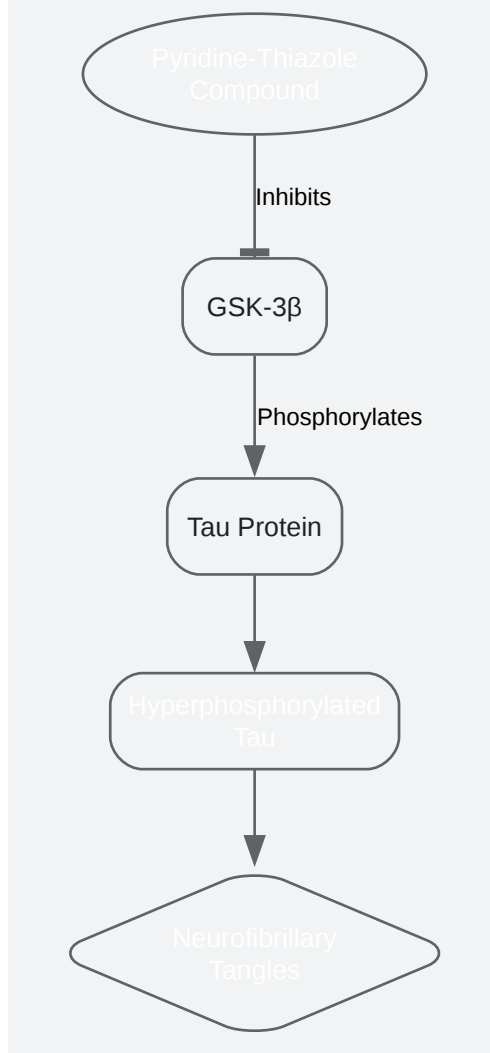 Pyridine-Thiazole
Compound
Inhibits
GSK-3β
Phosphorylates
Tau Protein
Hyperphosphorylated
Tau
Neurofibrillary
Tangles